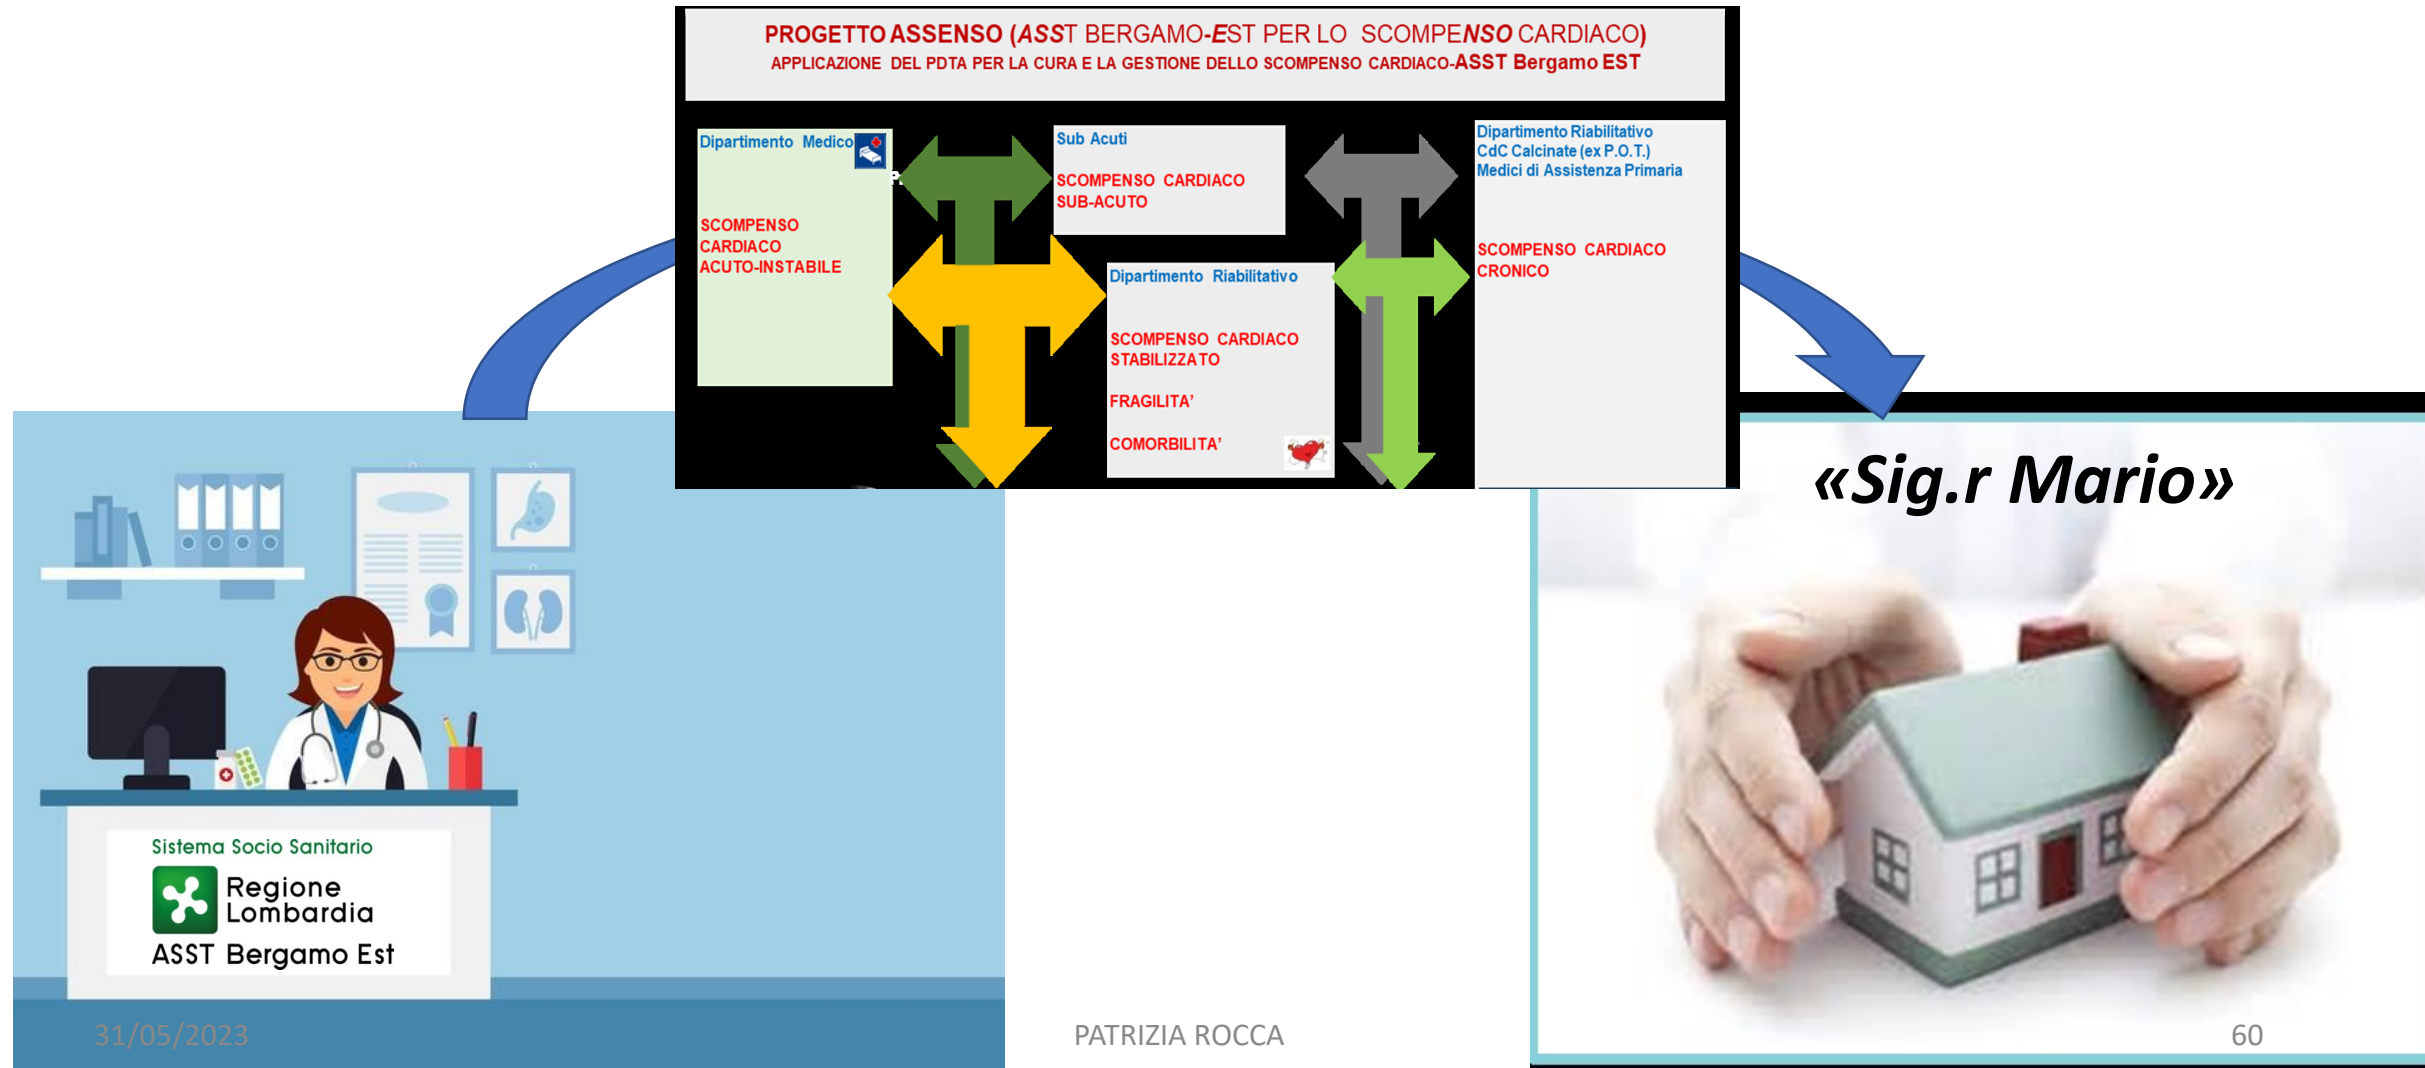 PROGETTO ASSENSO (ASST BERGAMO-EST PER LO SCOMPENSO CARDIACO)
APPLICAZIONE DEL PDTA PER LA CURA E LA GESTIONE DELLO SCOMPENSO CARDIACO-ASST Bergamo EST
Dipartimento Medico
SCOMPENSO
CARDIACO
ACUTO-INSTABILE
Sub Acuti
SCOMPENSO CARDIACO
SUB-ACUTO
Dipartimento Riabilitativo
SCOMPENSO CARDIACO
STABILIZZATO
FRAGILITA'
COMORBILITA'
Dipartimento Riabilitativo
CdC Calcinate (ex P.O.T.)
Medici di Assistenza Primaria
SCOMPENSO CARDIACO
CRONICO
«Sig.r Mario»
Sistema Socio Sanitario
Regione
Lombardia
ASST Bergamo Est
31/05/2023
PATRIZIA ROCCA
60